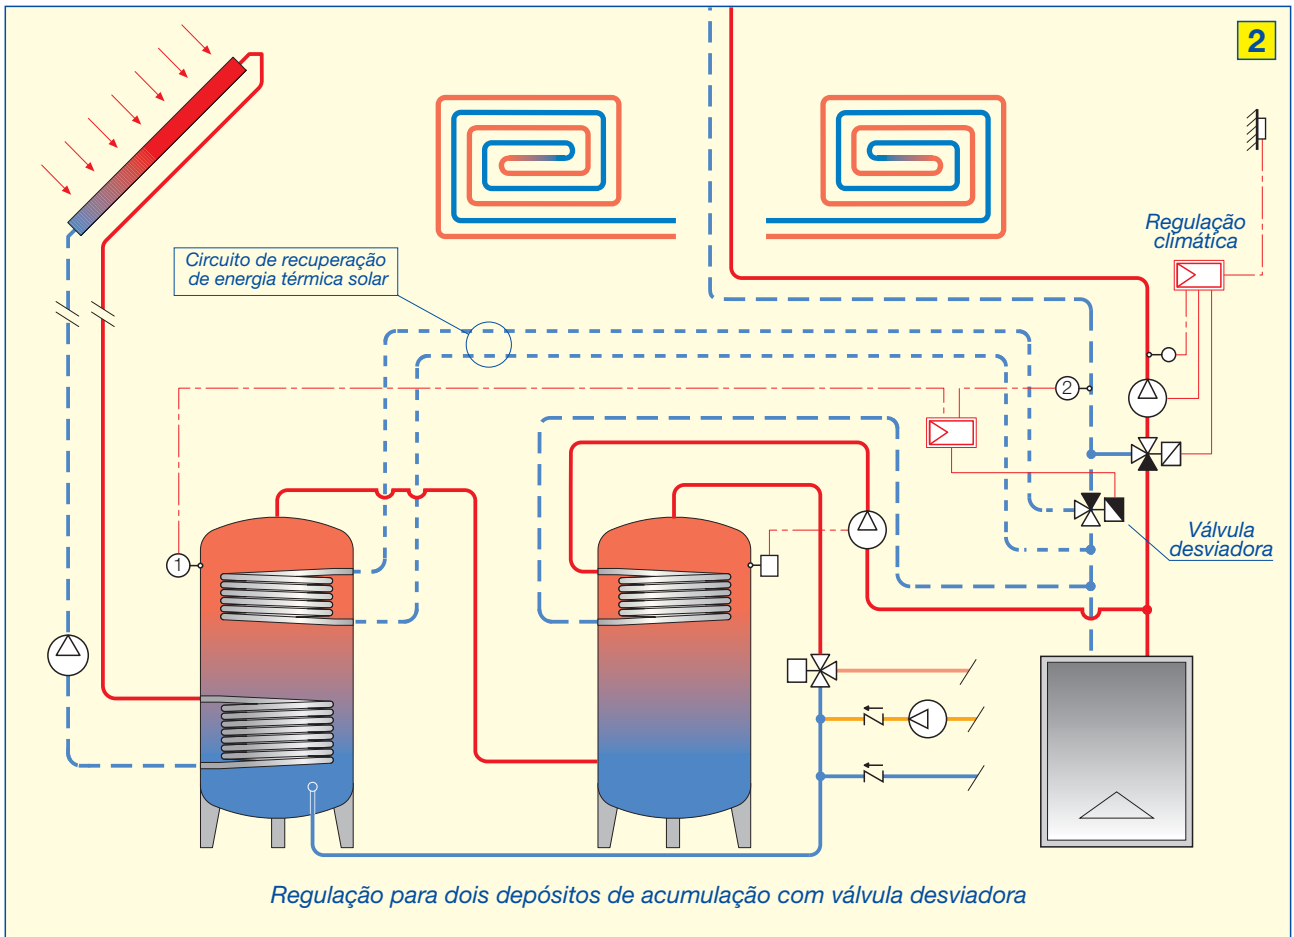 2
Regulação
climática
Circuito de recuperação
de energia térmica solar
2
1
Válvula
desviadora
Regulação para dois depósitos de acumulação com válvula desviadora